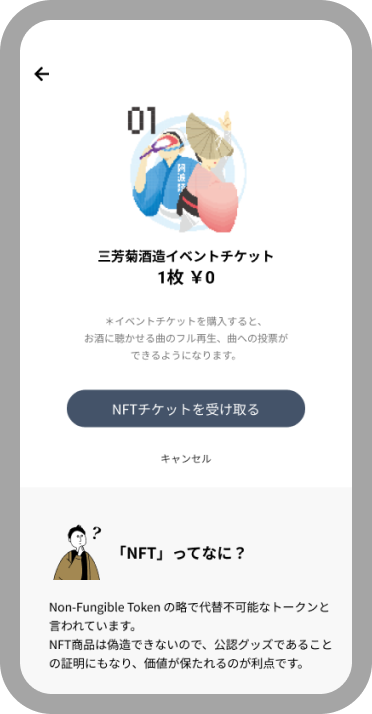 01
阿波踊
三芳菊酒造イベントチケット
1枚 ¥0
＊イベントチケットを購入すると、
お酒に聴かせる曲のフル再生、曲への投票が
できるようになります。
NFTチケットを受け取る
キャンセル
?
「NFT」ってなに？
Non-Fungible Token の略で代替不可能なトークンと
言われています。
NFT商品は偽造できないので、公認グッズであること
の証明にもなり、価値が保たれるのが利点です。